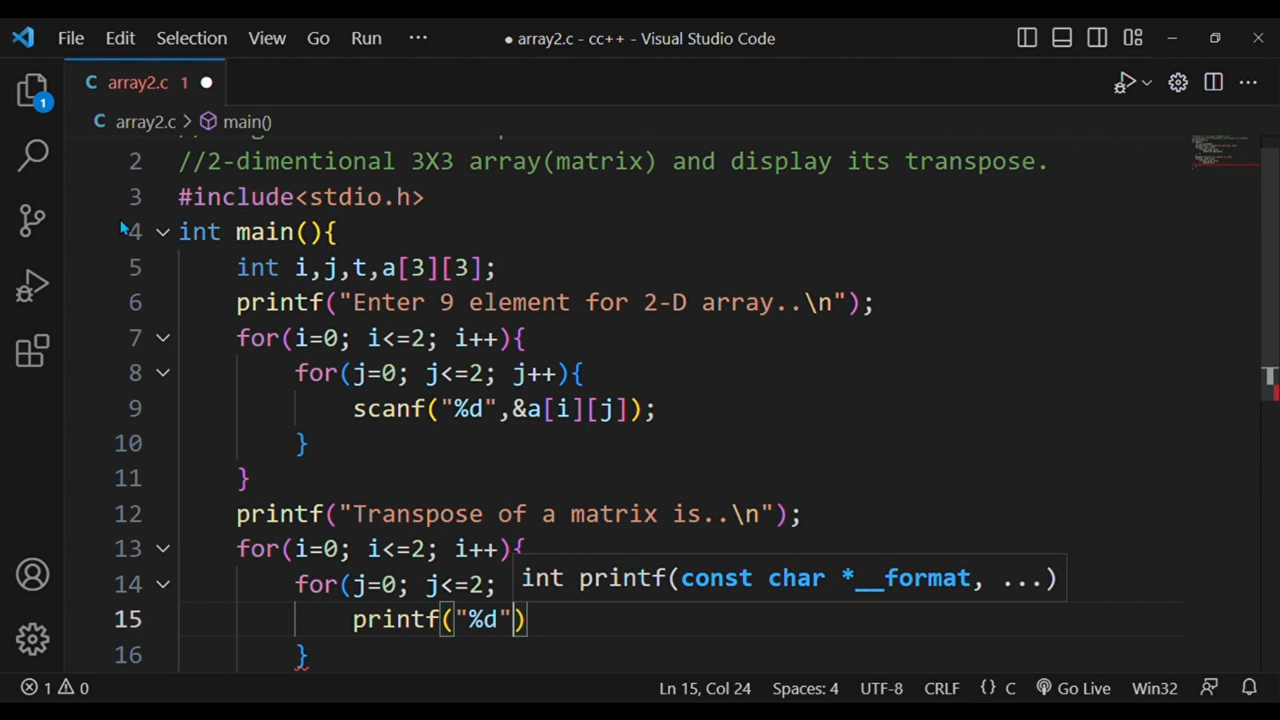 File Edit Selection View Go Run ··· ● array2.c - cc++ - Visual Studio Code
C array2.c 1 ●
1
C array2.c > main()
2 //2-dimentional 3X3 array(matrix) and display its transpose.
3 #include<stdio.h>
4 int main(){
5 int i,j,t,a[3][3];
6 printf("Enter 9 element for 2-D array..\n");
7 for(i=0; i<=2; i++){
8 for(j=0; j<=2; j++){
9 scanf("%d",&a[i][j]);
10 }
11 }
12 printf("Transpose of a matrix is..\n");
13 for(i=0; i<=2; i++){
int printf(const char *__format, ...)
14 for(j=0; j<=2;
15 printf("%d")
16 }
1 0 Ln 15, Col 24 Spaces: 4 UTF-8 CRLF {} C Go Live Win32